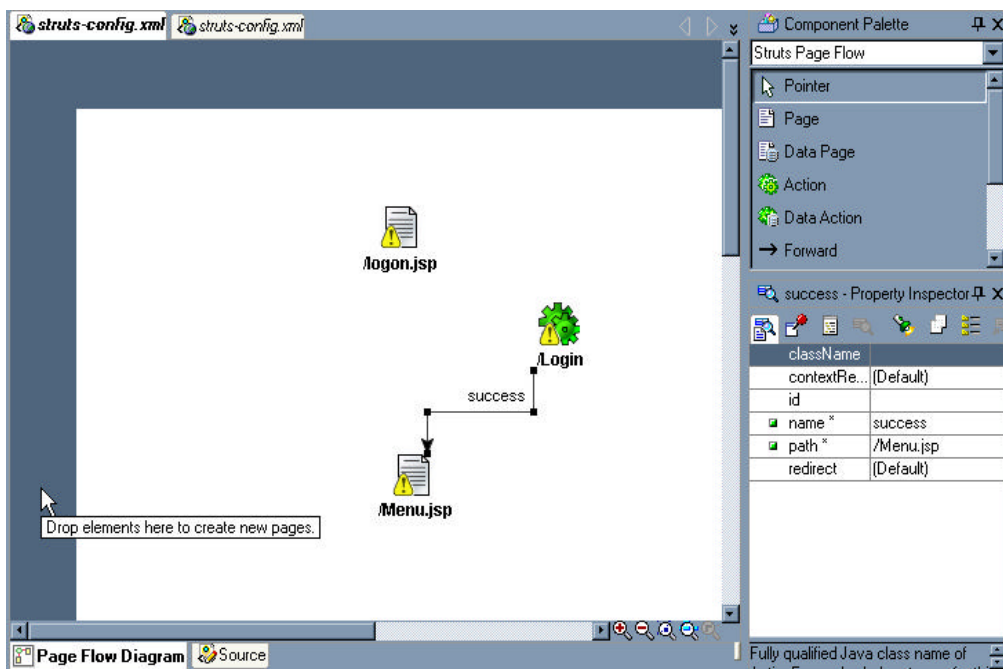 struts-config.xml
struts-config.xml
/logon.jsp
/Login
success
/Menu.jsp
Drop elements here to create new pages.
Page Flow Diagram
Source
Component Palette
Struts Page Flow
Pointer
Page
Data Page
Action
Data Action
Forward
success - Property Inspector
className
contextRe... (Default)
id
name * success
path * /Menu.jsp
redirect (Default)
Fully qualified Java class name of